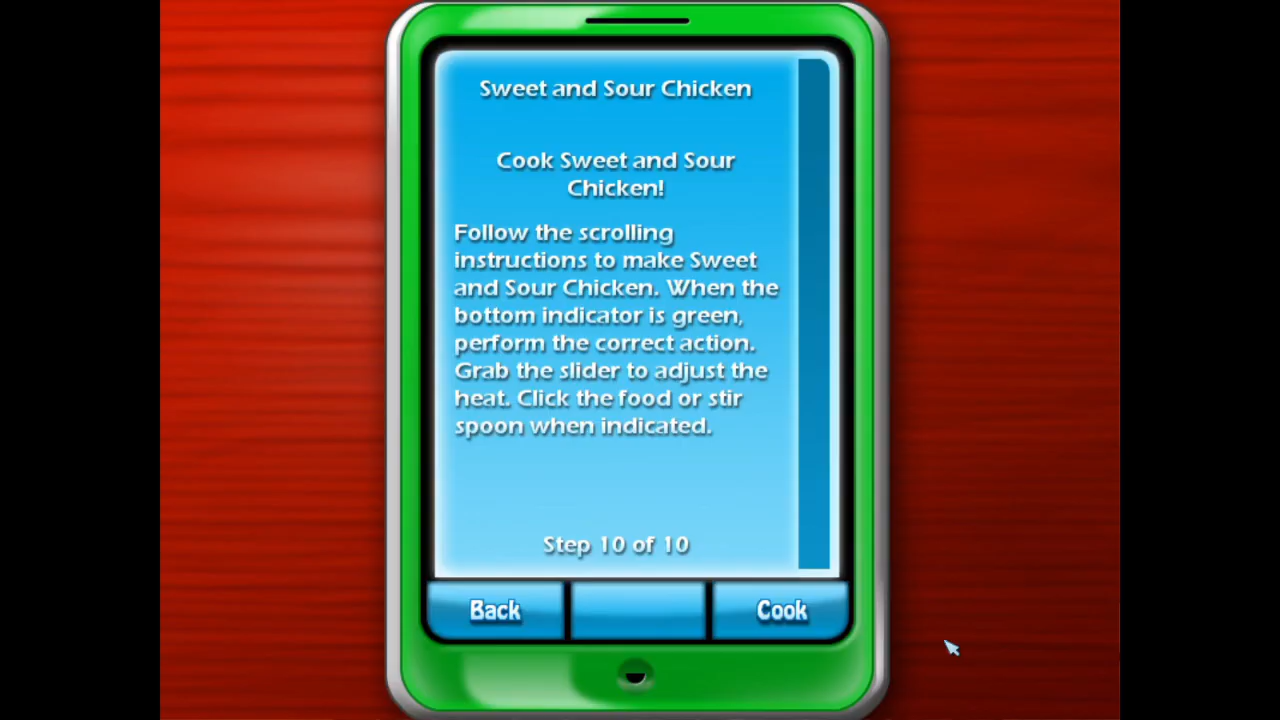 Sweet and Sour Chicken
Cook Sweet and Sour
Chicken!
Follow the scrolling
instructions to make Sweet
and Sour Chicken. When the
bottom indicator is green,
perform the correct action.
Grab the slider to adjust the
heat. Click the food or stir
spoon when indicated.
Step 10 of 10
Back
Cook